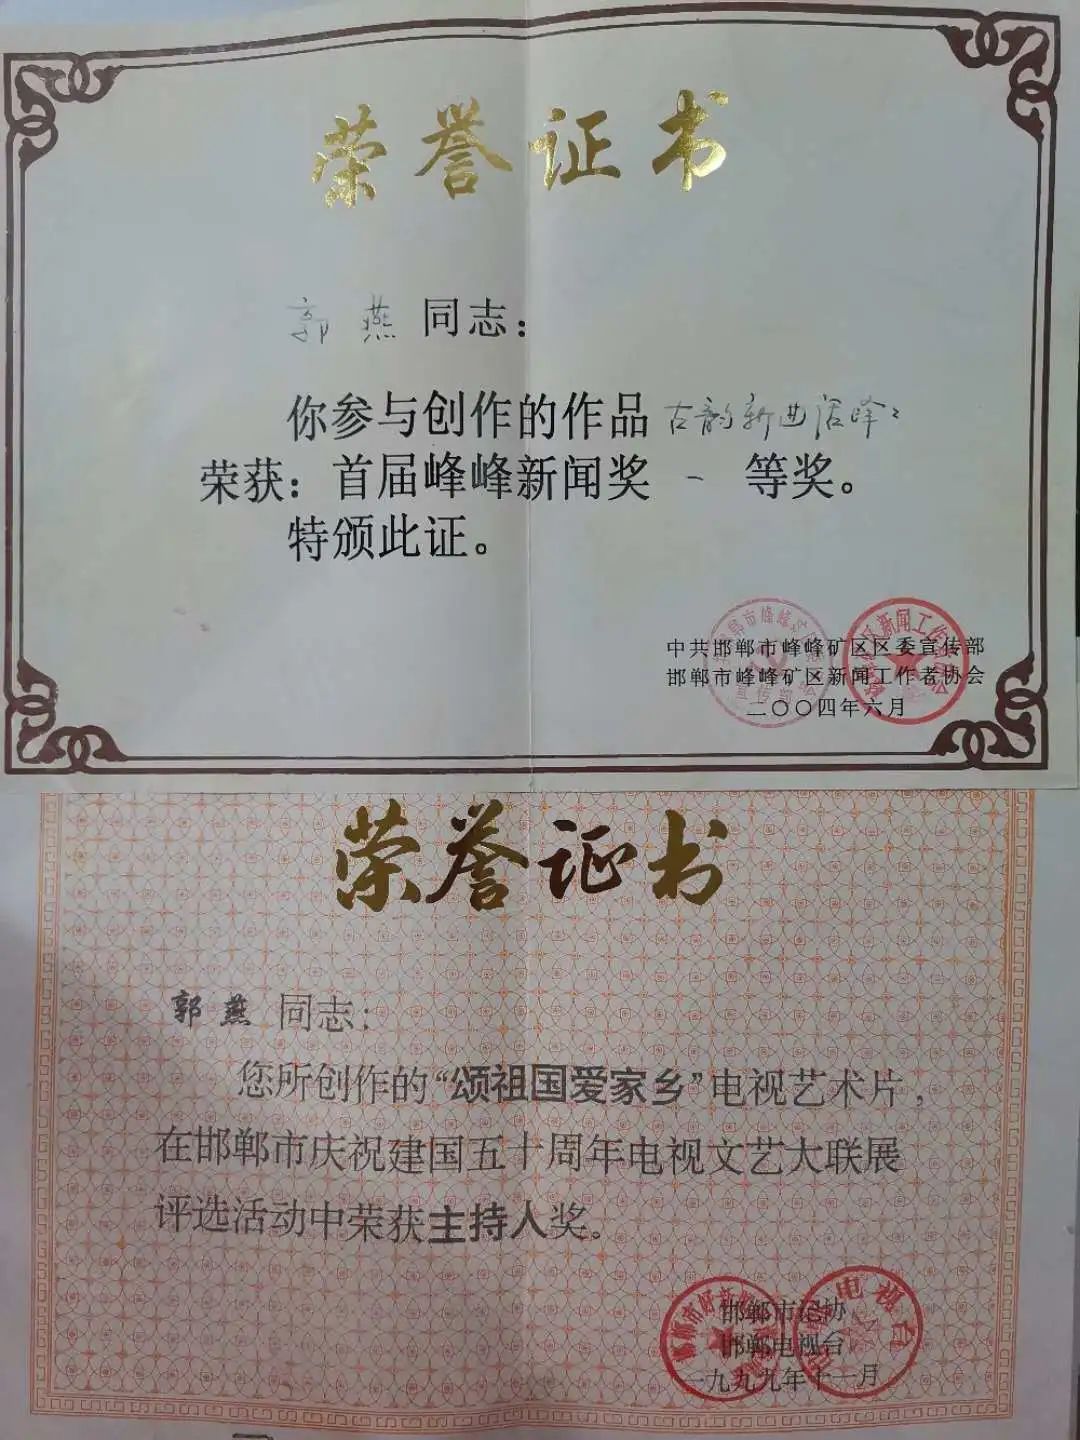 荣誉证书
郭燕同志：
你参与创作的作品古韵新曲话峰々
荣获：首届峰峰新闻奖一等奖。
特颁此证。
中共邯郸市峰峰矿区区委宣传部
邯郸市峰峰矿区新闻工作者协会
二〇〇四年六月
荣誉证书
郭燕同志：
您所创作的“颂祖国爱家乡”电视艺术片，
在邯郸市庆祝建国五十周年电视文艺大联展
评选活动中荣获主持人奖。
邯郸市记协
邯郸电视台
一九九九年十一月